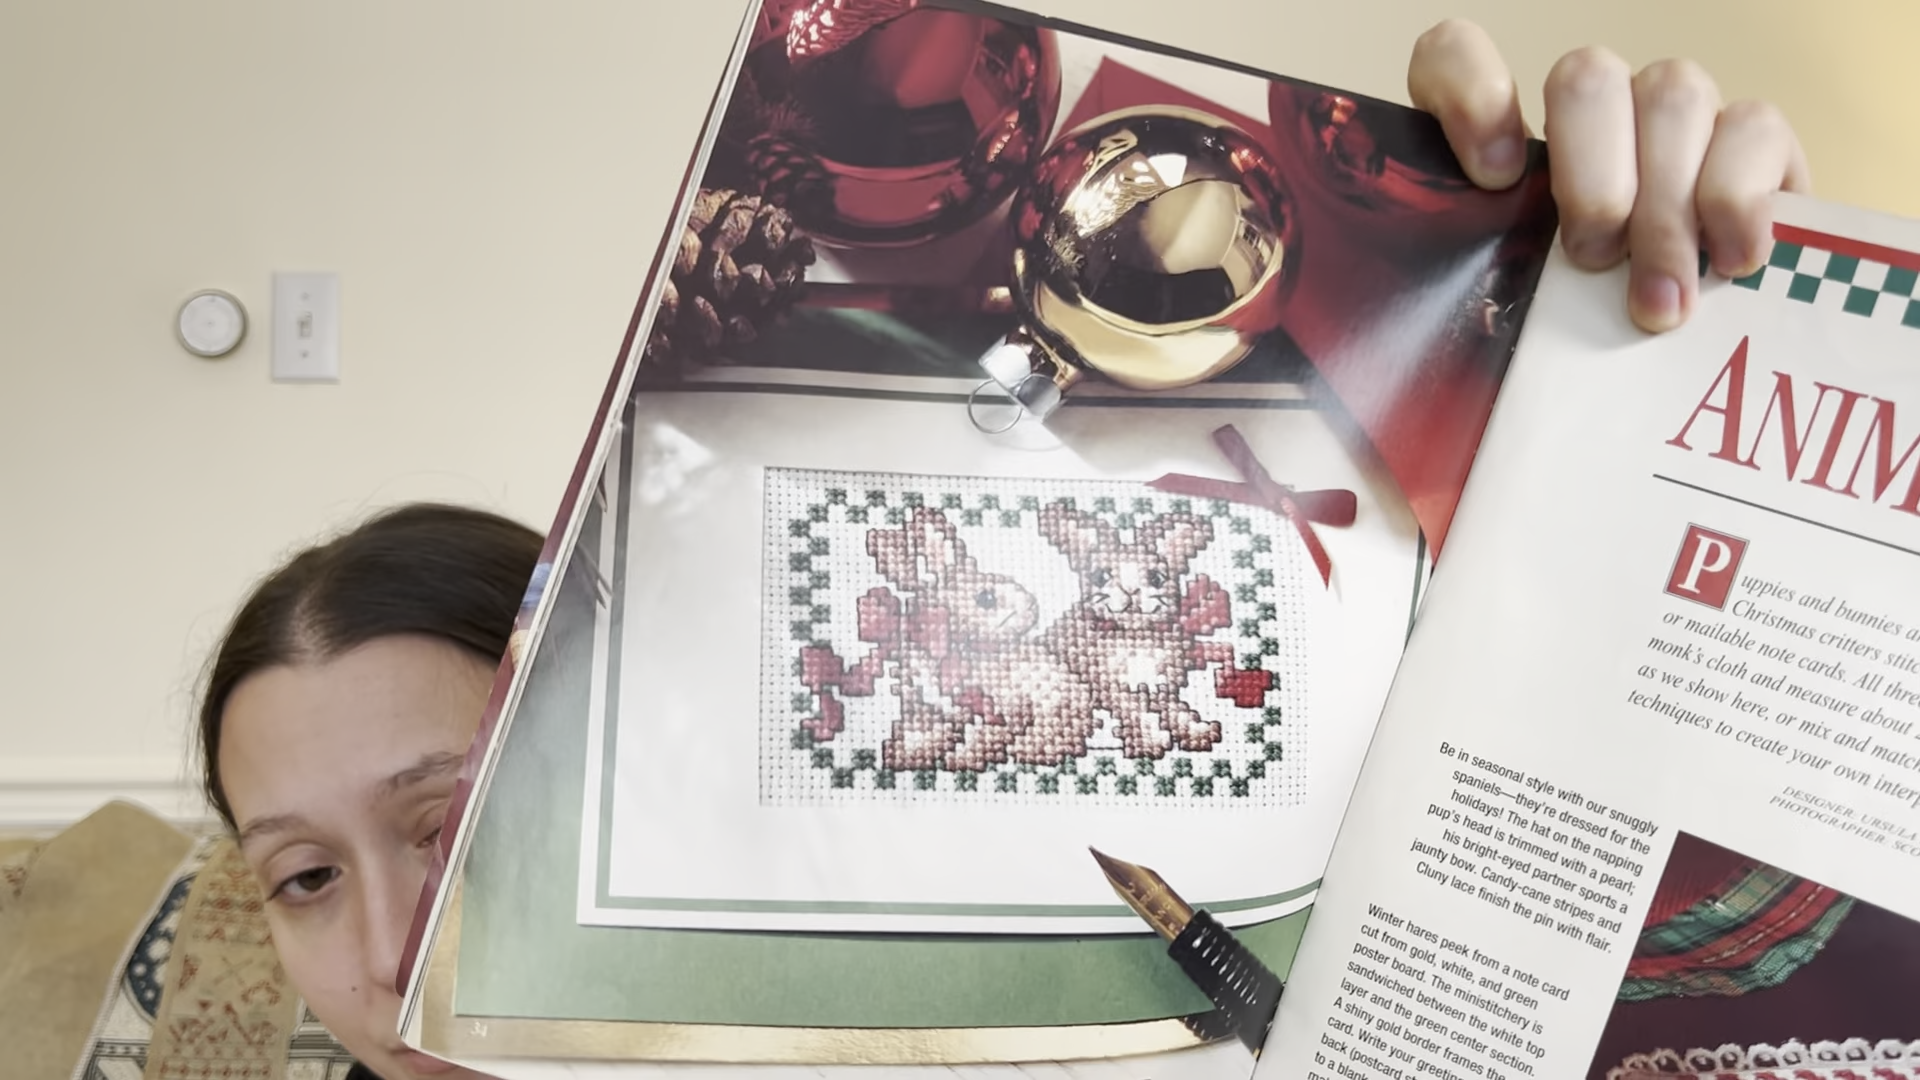 34
ANIM
Puppies and bunnies a
Christmas critters stitc
or mailable note cards. All thre
monk's cloth and measure about
as we show here, or mix and match
techniques to create your own interp
DESIGNER: URSULA
PHOTOGRAPHER: SCO
Be in seasonal style with our snuggly
spaniels—they're dressed for the
holidays! The hat on the napping
pup's head is trimmed with a pearl;
his bright-eyed partner sports a
jaunty bow. Candy-cane stripes and
Cluny lace finish the pin with flair.
Winter hares peek from a note card
cut from gold, white, and green
poster board. The ministitchery is
sandwiched between the white top
layer and the green center section.
A shiny gold border frames the
card. Write your greeting
back (postcard st
to a blank